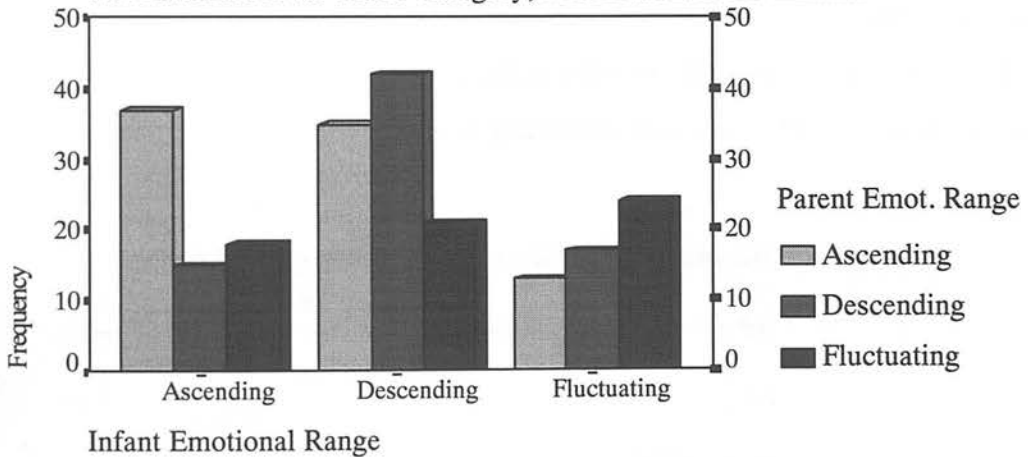 50
40
30
20
10
0
Frequency
50
40
30
20
10
0
Ascending
Descending
Fluctuating
Infant Emotional Range
Parent Emot. Range
Ascending
Descending
Fluctuating